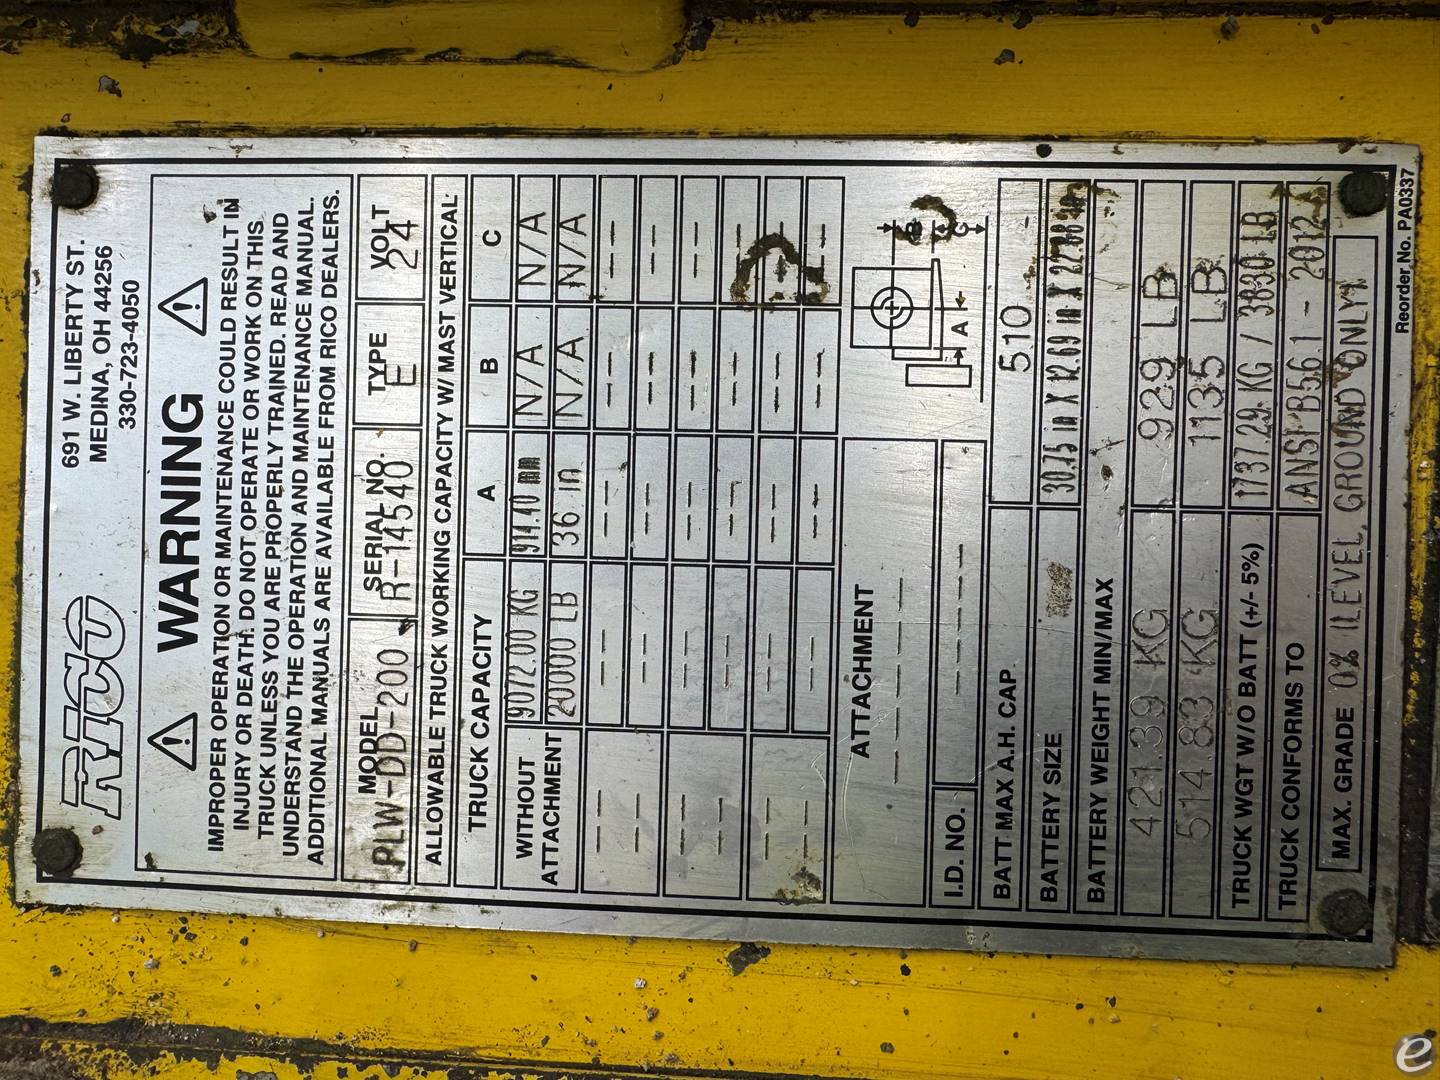 RICO
691 W. LIBERTY ST.
MEDINA, OH 44256
330-723-4050
⚠ WARNING ⚠
IMPROPER OPERATION OR MAINTENANCE COULD RESULT IN
INJURY OR DEATH. DO NOT OPERATE OR WORK ON THIS
TRUCK UNLESS YOU ARE PROPERLY TRAINED. READ AND
UNDERSTAND THE OPERATION AND MAINTENANCE MANUAL.
ADDITIONAL MANUALS ARE AVAILABLE FROM RICO DEALERS.
MODEL SERIAL NO. TYPE VOLT
PLW-DD-200 R-14540 E 24
ALLOWABLE TRUCK WORKING CAPACITY W/ MAST VERTICAL
TRUCK CAPACITY A B C
WITHOUT 9072.00 KG 914.40 mm N/A N/A
ATTACHMENT 20000 LB 36 in N/A N/A
ATTACHMENT
A B C
I.D. NO.
BATT MAX A.H. CAP 510 -
BATTERY SIZE 30.75 in X 12.69 in X 22.88 in
BATTERY WEIGHT MIN/MAX
421.39 KG 929 LB
514.83 KG 1135 LB
TRUCK WGT W/O BATT (+/- 5%) 1737.29 KG / 3830 LB
TRUCK CONFORMS TO ANSI B56.1 - 2012
MAX. GRADE 0% (LEVEL GROUND ONLY)
Reorder No. PA0337
e